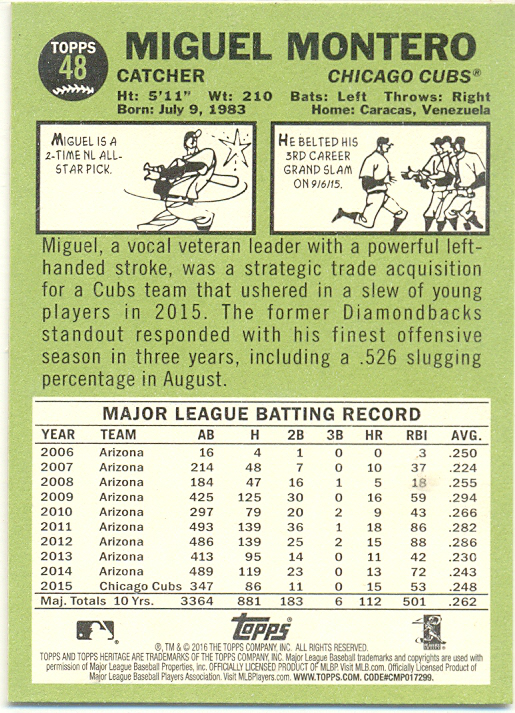 TOPPS
48
MIGUEL MONTERO
CATCHER CHICAGO CUBS®
Ht: 5'11" Wt: 210 Bats: Left Throws: Right
Born: July 9, 1983 Home: Caracas, Venezuela
MIGUEL IS A
2-TIME NL ALL-
STAR PICK.
HE BELTED HIS
3RD CAREER
GRAND SLAM
ON 9/6/15.
Miguel, a vocal veteran leader with a powerful left-
handed stroke, was a strategic trade acquisition
for a Cubs team that ushered in a slew of young
players in 2015. The former Diamondbacks
standout responded with his finest offensive
season in three years, including a .526 slugging
percentage in August.
MAJOR LEAGUE BATTING RECORD
YEAR TEAM AB H 2B 3B HR RBI AVG.
2006 Arizona 16 4 1 0 0 3 .250
2007 Arizona 214 48 7 0 10 37 .224
2008 Arizona 184 47 16 1 5 18 .255
2009 Arizona 425 125 30 0 16 59 .294
2010 Arizona 297 79 20 2 9 43 .266
2011 Arizona 493 139 36 1 18 86 .282
2012 Arizona 486 139 25 2 15 88 .286
2013 Arizona 413 95 14 0 11 42 .230
2014 Arizona 489 119 23 0 13 72 .243
2015 Chicago Cubs 347 86 11 0 15 53 .248
Maj. Totals 10 Yrs. 3364 881 183 6 112 501 .262
Topps
®, TM & © 2016 THE TOPPS COMPANY, INC. ALL RIGHTS RESERVED.
TOPPS AND TOPPS HERITAGE ARE TRADEMARKS OF THE TOPPS COMPANY, INC. Major League Baseball trademarks and copyrights are used with
permission of Major League Baseball Properties, Inc. OFFICIALLY LICENSED PRODUCT OF MLBP Visit MLB.com. Officially Licensed Product of
Major League Baseball Players Association. Visit MLBPlayers.com. WWW.TOPPS.COM. CODE#CMP017299.